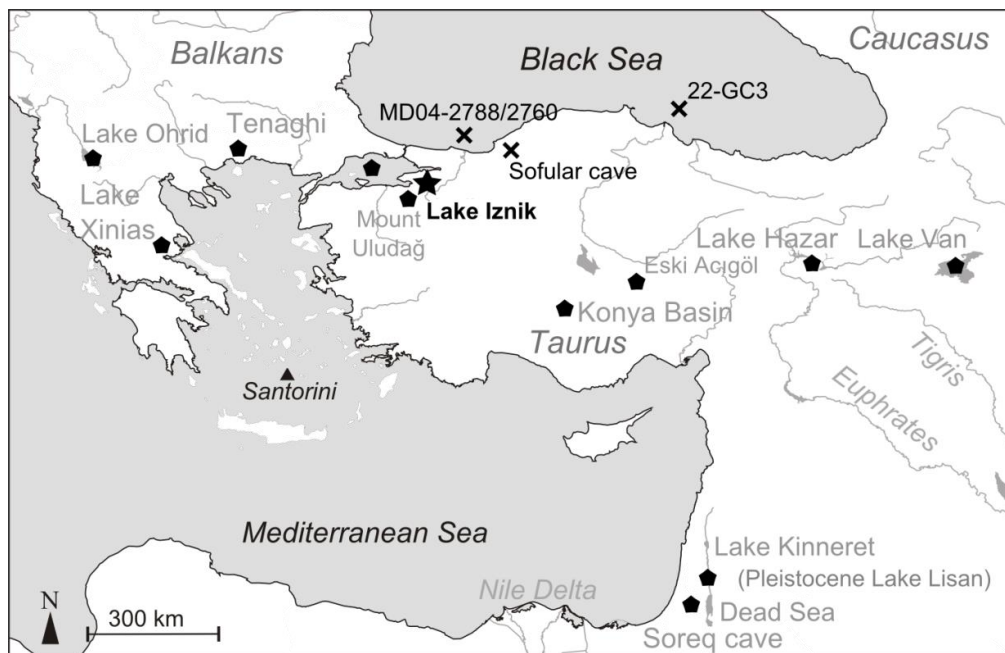 Balkans
Black Sea
Caucasus
22-GC3
MD04-2788/2760
Lake Ohrid
Tenaghi
Sofular cave
Lake
Xinias
Mount
Uludağ
Lake Iznik
Lake Hazar
Lake Van
Eski Acıgöl
Konya Basin
Taurus
Tigris
Euphrates
Santorini
Mediterranean Sea
Nile Delta
Lake Kinneret
(Pleistocene Lake Lisan)
Dead Sea
Soreq cave
N
300 km